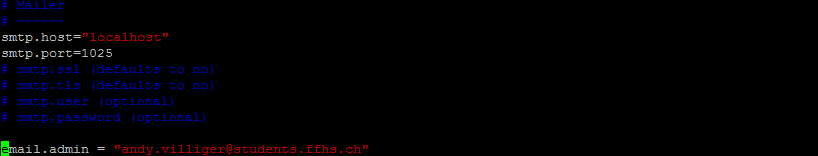 # Mailer
# ------
smtp.host="localhost"
smtp.port=1025
# smtp.ssl (defaults to no)
# smtp.tls (defaults to no)
# smtp.user (optional)
# smtp.password (optional)
email.admin = "andy.villiger@students.ffhs.ch"